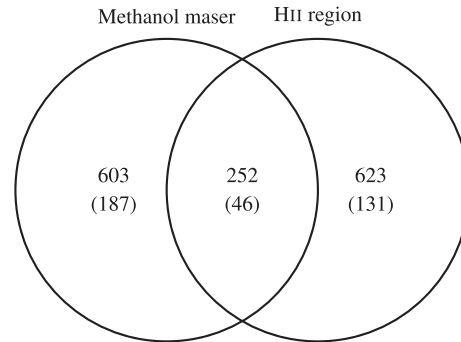 Methanol maser HII region
603 252 623
(187) (46) (131)